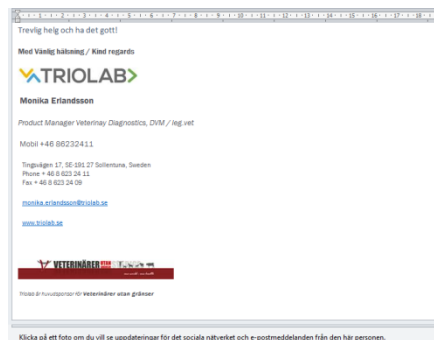 Trevlig helg och ha det gott!
Med Vänlig hälsning / Kind regards
TRIOLAB
Monika Erlandsson
Product Manager Veterinay Diagnostics, DVM / leg.vet
Mobil +46 86232411
Tingsvägen 17, SE-191 27 Sollentuna, Sweden
Phone + 46 8 623 24 11
Fax + 46 8 623 24 09
monika.erlandsson@triolab.se
www.triolab.se
VETERINÄRER UTAN
Triolab är huvudsponsor för Veterinärer utan gränser
Klicka på ett foto om du vill se uppdateringar för det sociala nätverket och e-postmeddelanden från den här personen.